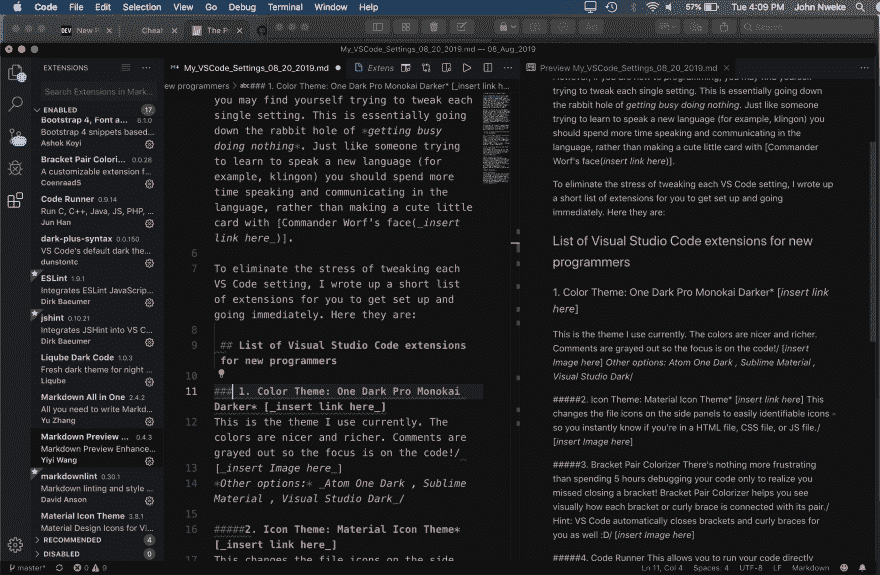 Code File Edit Selection View Go Debug Terminal Window Help 57% Tue 4:09 PM John Nweke
New P Cheat The P Search
My_VSCode_Settings_08_20_2019.md — 08_Aug_2019
EXTENSIONS
Search Extensions in Mark...
ENABLED 17
Bootstrap 4, Font a... 6.1.0
Bootstrap 4 snippets based...
Ashok Koyi
Bracket Pair Colori... 0.0.28
A customizable extension f...
CoenraadS
Code Runner 0.9.14
Run C, C++, Java, JS, PHP, ...
Jun Han
dark-plus-syntax 0.0.150
VS Code's default dark the...
dunstontc
ESLint 1.9.1
Integrates ESLint JavaScrip...
Dirk Baeumer
jshint 0.10.21
Integrates JSHint into VS C...
Dirk Baeumer
Liqube Dark Code 1.0.3
Fresh dark theme for night ...
Liqube
Markdown All in One 2.4.2
All you need to write Markd...
Yu Zhang
Markdown Preview ... 0.4.3
Markdown Preview Enhance...
Yiyi Wang
markdownlint 0.30.1
Markdown linting and style ...
David Anson
Material Icon Theme 3.8.1
Material Design Icons for Vi...
RECOMMENDED 4
DISABLED 0
My_VSCode_Settings_08_20_2019.md Extens
ew programmers > ### 1. Color Theme: One Dark Pro Monokai Darker* [_insert link h...
you may find yourself trying to tweak each
single setting. This is essentially going
down the rabbit hole of *getting busy
doing nothing*. Just like someone trying
to learn to speak a new language (for
example, klingon) you should spend more
time speaking and communicating in the
language, rather than making a cute little
card with [Commander Worf's face(_insert
link here_)].
6
7 To eliminate the stress of tweaking each
VS Code setting, I wrote up a short list
of extensions for you to get set up and
going immediately. Here they are:
8
9 ## List of Visual Studio Code extensions
for new programmers
10
11 ### 1. Color Theme: One Dark Pro Monokai
Darker* [_insert link here_]
12 This is the theme I use currently. The
colors are nicer and richer. Comments are
grayed out so the focus is on the code!/
13 [_insert Image here_]
14 *Other options:* _Atom One Dark , Sublime
Material , Visual Studio Dark_/
15
16 #####2. Icon Theme: Material Icon Theme*
[_insert link here_]
17 This changes the file icons on the side
Preview My_VSCode_Settings_08_20_2019.md
However, if you are new to programming, you may find yourself
trying to tweak each single setting. This is essentially going down
the rabbit hole of getting busy doing nothing. Just like someone
trying to learn to speak a new language (for example, klingon) you
should spend more time speaking and communicating in the
language, rather than making a cute little card with [Commander
Worf's face(insert link here)].
To eliminate the stress of tweaking each VS Code setting, I wrote up
a short list of extensions for you to get set up and going
immediately. Here they are:
List of Visual Studio Code extensions for new
programmers
1. Color Theme: One Dark Pro Monokai Darker* [insert link
here]
This is the theme I use currently. The colors are nicer and richer.
Comments are grayed out so the focus is on the code!/ [insert
Image here] Other options: Atom One Dark , Sublime Material ,
Visual Studio Dark/
#####2. Icon Theme: Material Icon Theme* [insert link here] This
changes the file icons on the side panels to easily identifiable icons -
so you instantly know if you're in a HTML file, CSS file, or JS file./
[insert Image here]
#####3. Bracket Pair Colorizer There's nothing more frustrating
than spending 5 hours debugging your code only to realize you
missed closing a bracket! Bracket Pair Colorizer helps you see
visually how each bracket or curly brace is connected with its pair./
Hint: VS Code automatically closes brackets and curly braces for
you as well :D/ [insert Image here]
#####4. Code Runner This allows you to run your code directly
master* 0 9 Ln 11, Col 4 Spaces: 4 UTF-8 LF Markdown